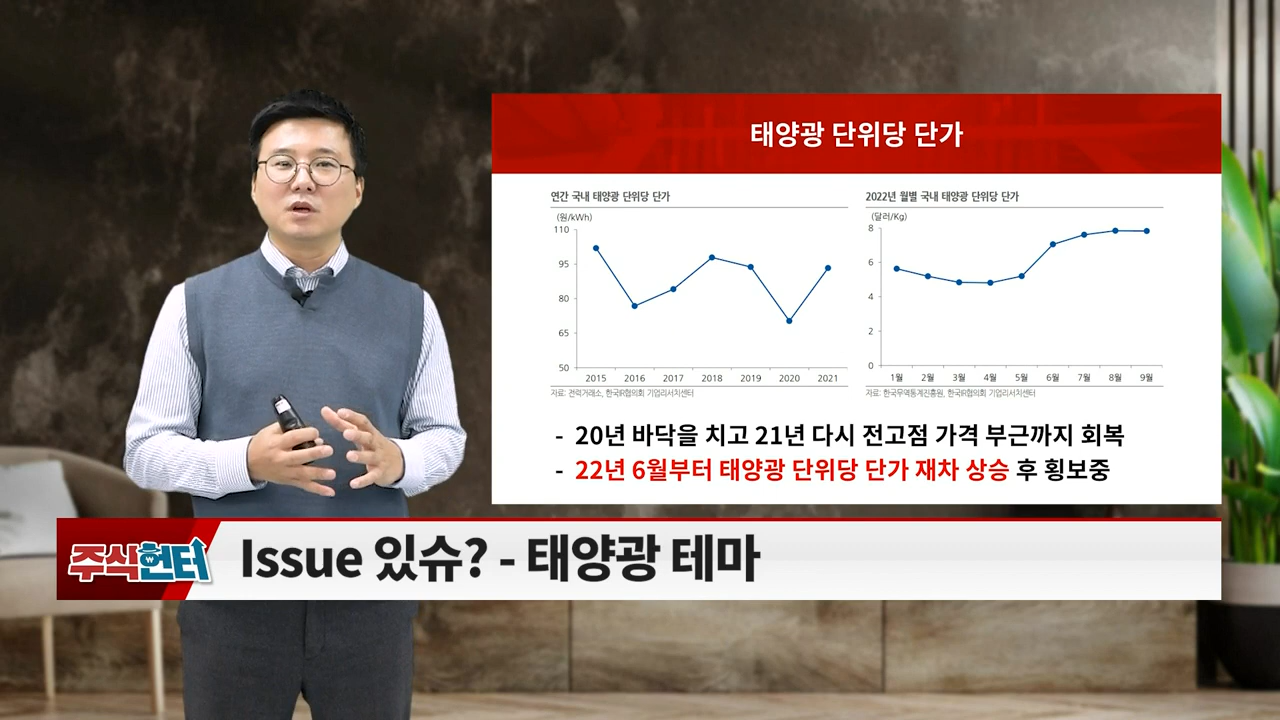 태양광 단위당 단가
연간 국내 태양광 단위당 단가
(원/kWh)
110
95
80
65
50
2015 2016 2017 2018 2019 2020 2021
자료: 전력거래소, 한국IR협의회 기업리서치센터
2022년 월별 국내 태양광 단위당 단가
(달러/Kg)
8
6
4
2
0
1월 2월 3월 4월 5월 6월 7월 8월 9월
자료: 한국무역통계진흥원, 한국IR협의회 기업리서치센터
- 20년 바닥을 치고 21년 다시 전고점 가격 부근까지 회복
- 22년 6월부터 태양광 단위당 단가 재차 상승 후 횡보중
주식헌터
Issue 있슈? - 태양광 테마